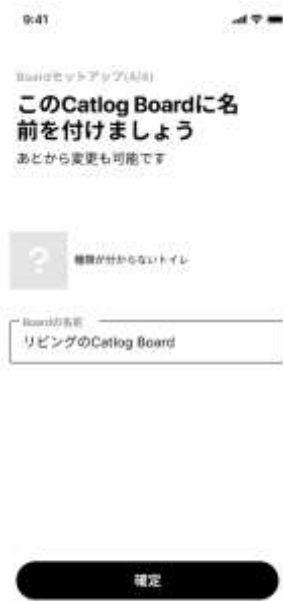 9:41
Boardセットアップ(4/4)
このCatlog Boardに名
前を付けましょう
あとから変更も可能です
?
種類が分からないトイレ
Boardの名前
リビングのCatlog Board
確定